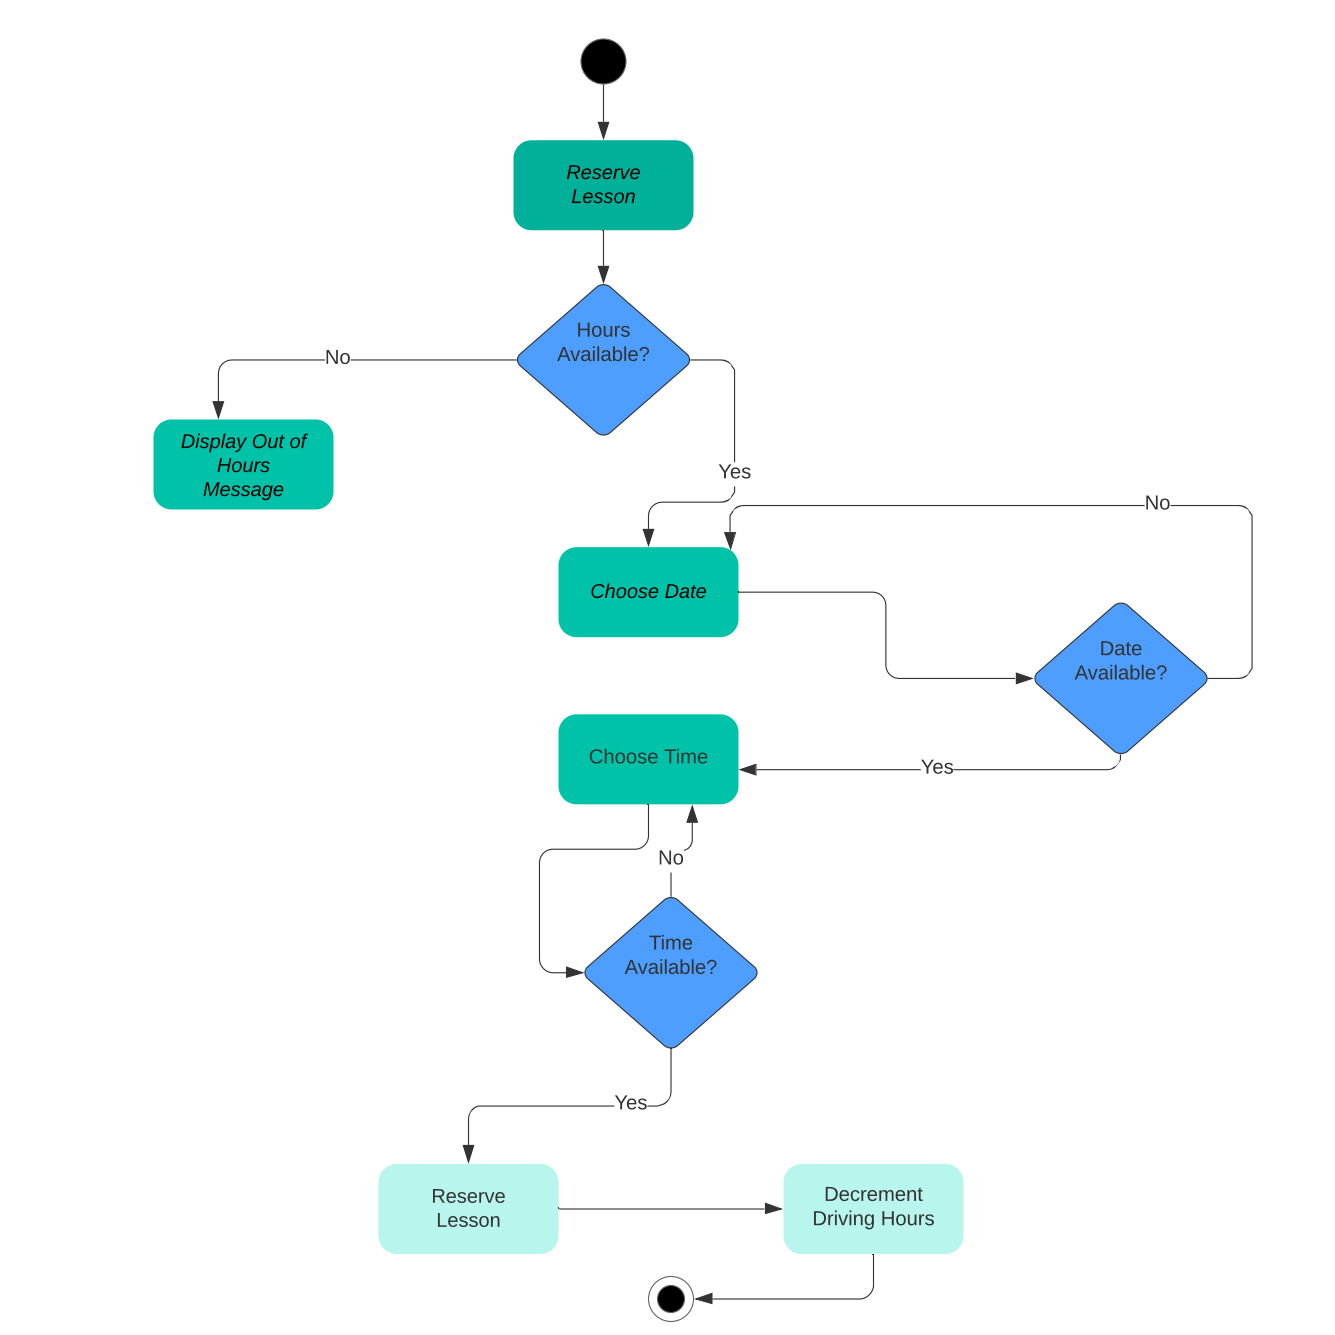 Reserve
Lesson
Hours
Available?
No
Display Out of
Hours
Message
Yes
No
Choose Date
Date
Available?
Choose Time
Yes
No
Time
Available?
Yes
Reserve
Lesson
Decrement
Driving Hours